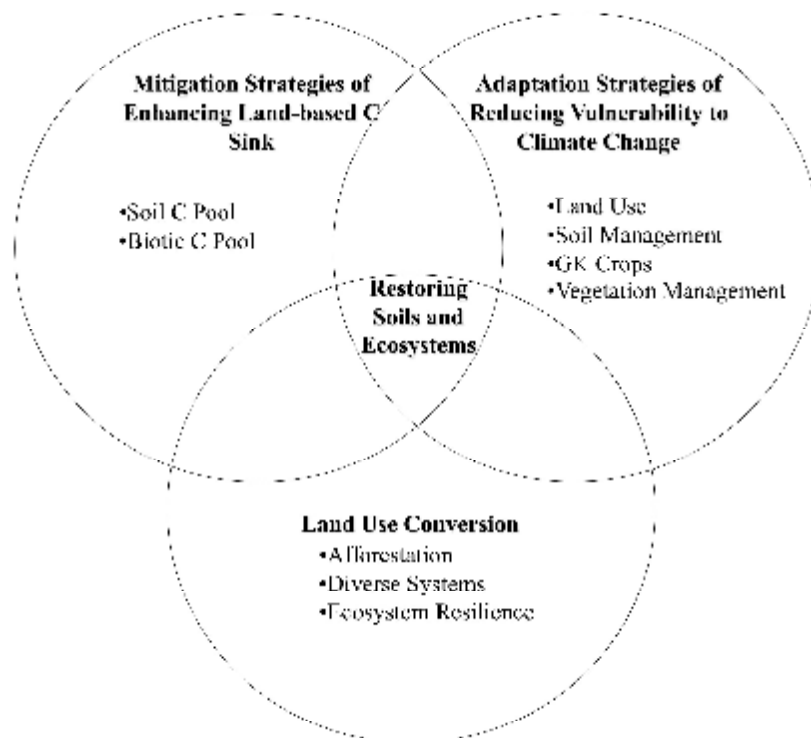 Mitigation Strategies of
Enhancing Land-based C
Sink
•Soil C Pool
•Biotic C Pool
Adaptation Strategies of
Reducing Vulnerability to
Climate Change
•Land Use
•Soil Management
•GK Crops
•Vegetation Management
Restoring
Soils and
Ecosystems
Land Use Conversion
•Afforestation
•Diverse Systems
•Ecosystem Resilience